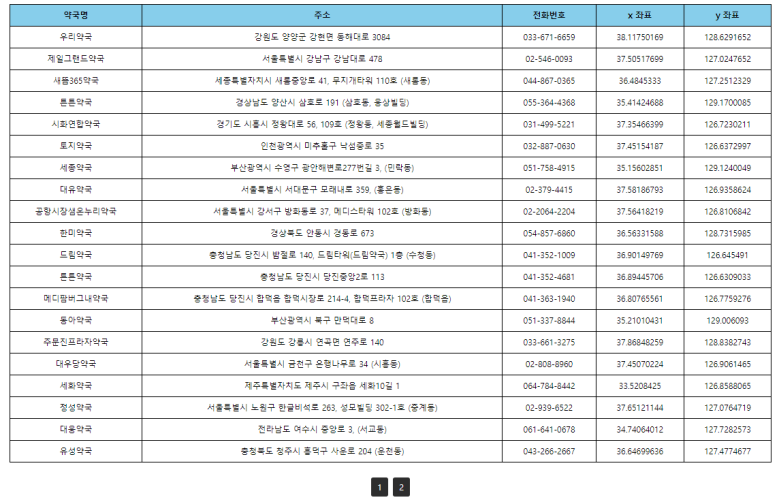 약국명 주소 전화번호 x 좌표 y 좌표
우리약국 강원도 양양군 강현면 동해대로 3084 033-671-6659 38.11750169 128.6291652
제일그랜드약국 서울특별시 강남구 강남대로 478 02-546-0093 37.50517699 127.0247652
새뜸365약국 세종특별자치시 새롬중앙로 41, 무지개타워 110호 (새롬동) 044-867-0365 36.4845333 127.2512329
튼튼약국 경상남도 양산시 삼호로 191 (삼호동, 웅상빌딩) 055-364-4368 35.41424688 129.1700085
시화연합약국 경기도 시흥시 정왕대로 56, 109호 (정왕동, 세종월드빌딩) 031-499-5221 37.35466399 126.7230211
토지약국 인천광역시 미추홀구 낙섬중로 35 032-887-0630 37.45154187 126.6372997
세종약국 부산광역시 수영구 광안해변로277번길 3, (민락동) 051-758-4915 35.15602851 129.1240049
대유약국 서울특별시 서대문구 모래내로 359, (홍은동) 02-379-4415 37.58186793 126.9358624
공항시장샘온누리약국 서울특별시 강서구 방화동로 37, 메디스타워 102호 (방화동) 02-2064-2204 37.56418219 126.8106842
한미약국 경상북도 안동시 경동로 673 054-857-6860 36.56331588 128.7315985
드림약국 충청남도 당진시 밤절로 140, 드림타워(드림약국) 1층 (수청동) 041-352-1009 36.90149769 126.645491
튼튼약국 충청남도 당진시 당진중앙2로 113 041-352-4681 36.89445706 126.6309033
메디팜버그내약국 충청남도 당진시 합덕읍 합덕시장로 214-4, 합덕프라자 102호 (합덕읍) 041-363-1940 36.80765561 126.7759276
동아약국 부산광역시 북구 만덕대로 8 051-337-8844 35.21010431 129.006093
주문진프라자약국 강원도 강릉시 연곡면 연주로 140 033-661-3275 37.86848259 128.8382743
대우당약국 서울특별시 금천구 은행나무로 34 (시흥동) 02-808-8960 37.45070224 126.9061465
세화약국 제주특별자치도 제주시 구좌읍 세화10길 1 064-784-8442 33.5208425 126.8588065
정성약국 서울특별시 노원구 한글비석로 263, 성모빌딩 302-1호 (중계동) 02-939-6522 37.65121144 127.0764719
대웅약국 전라남도 여수시 중앙로 3, (서교동) 061-641-0678 34.74064012 127.7282573
유성약국 충청북도 청주시 흥덕구 사운로 204 (운천동) 043-266-2667 36.64699636 127.4774677
1 2